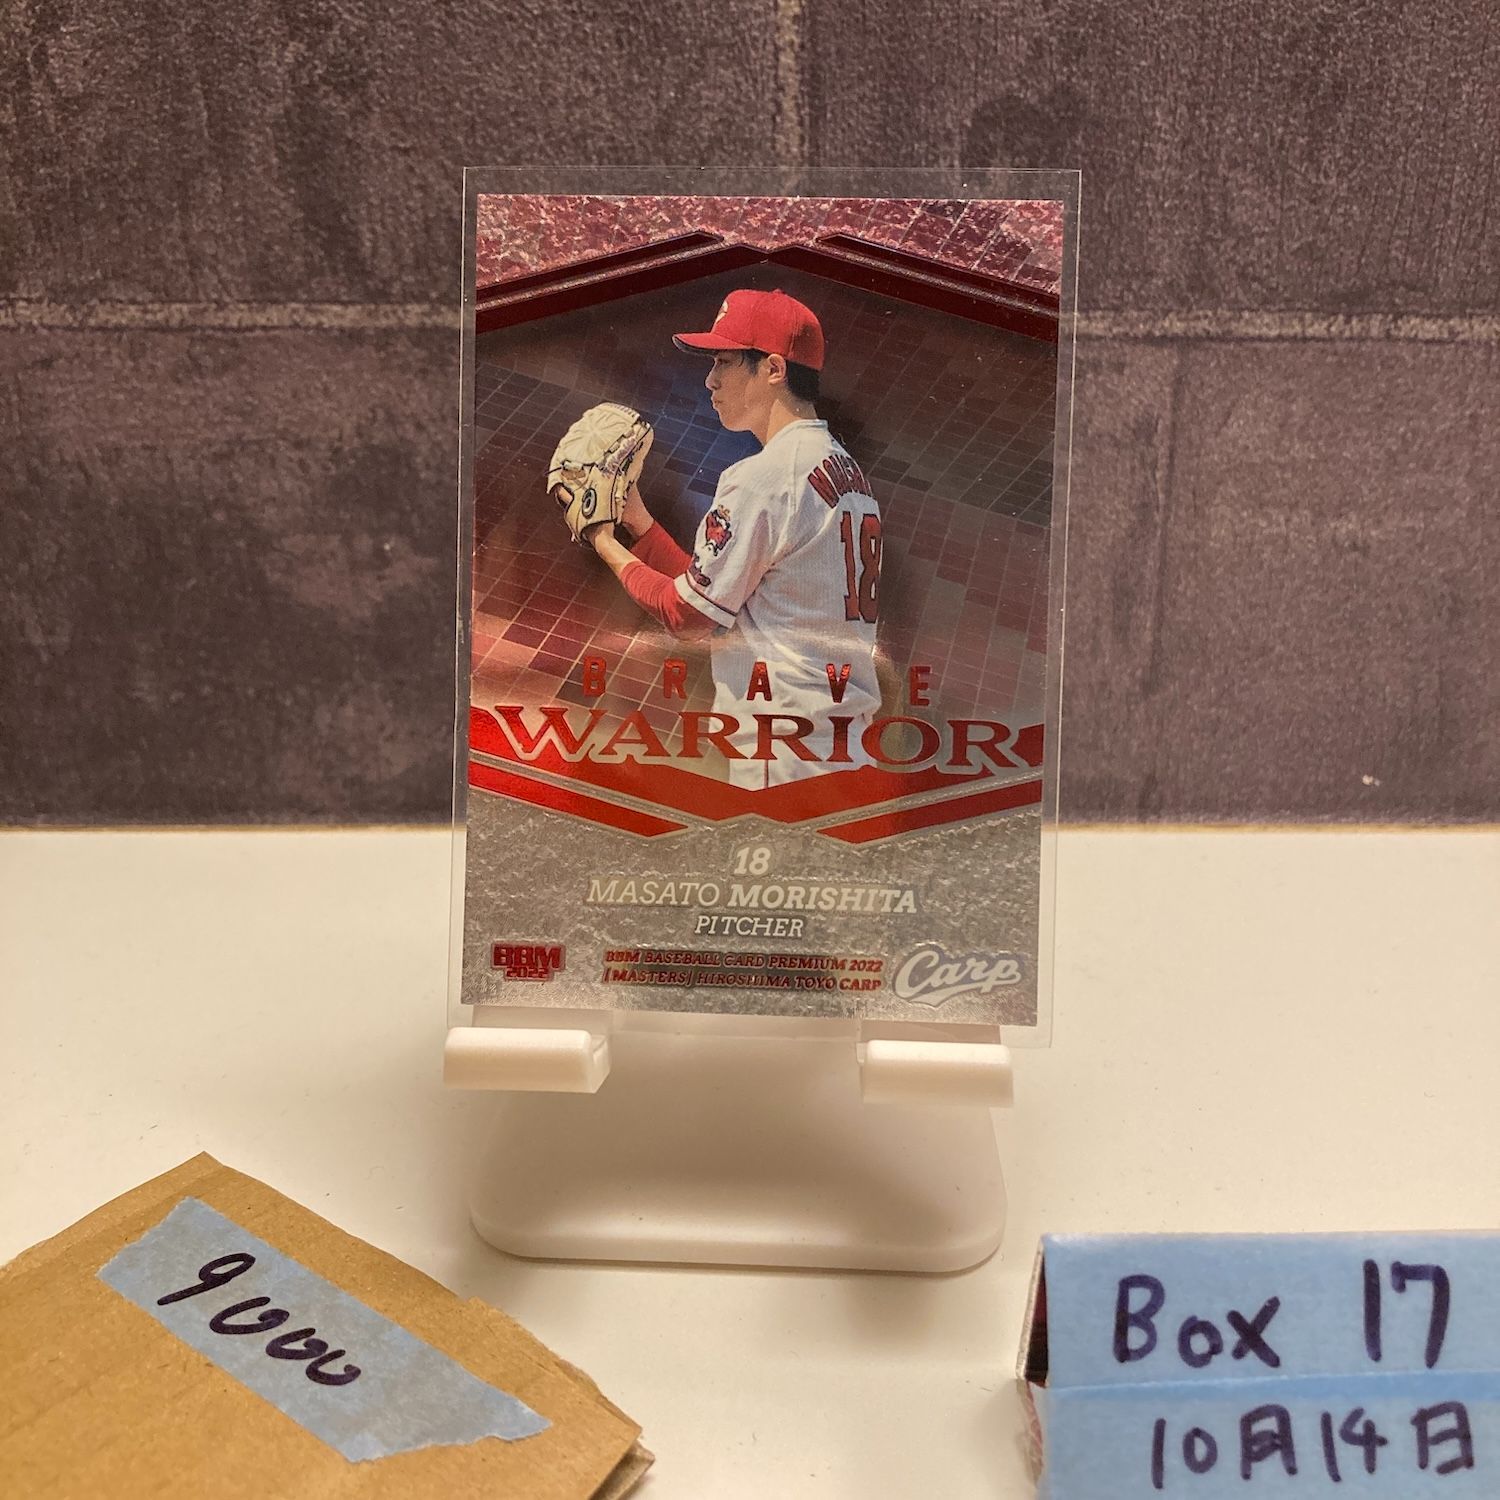 18
BRAVE
WARRIOR
18
MASATO MORISHITA
PITCHER
BBM
2022
BBM BASEBALL CARD PREMIUM 2022
[MASTERS] HIROSHIMA TOYO CARP
Carp
9000
Box 17
10月14日